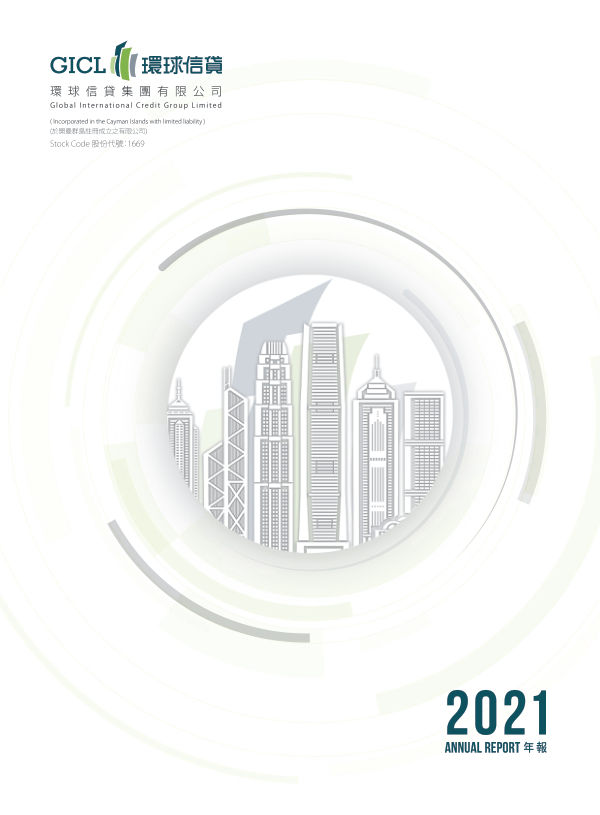 GICL 環球信貸
環球信貸集團有限公司
Global International Credit Group Limited
( Incorporated in the Cayman Islands with limited liability )
(於開曼群島註冊成立之有限公司)
Stock Code 股份代號 : 1669
2021
ANNUAL REPORT 年報